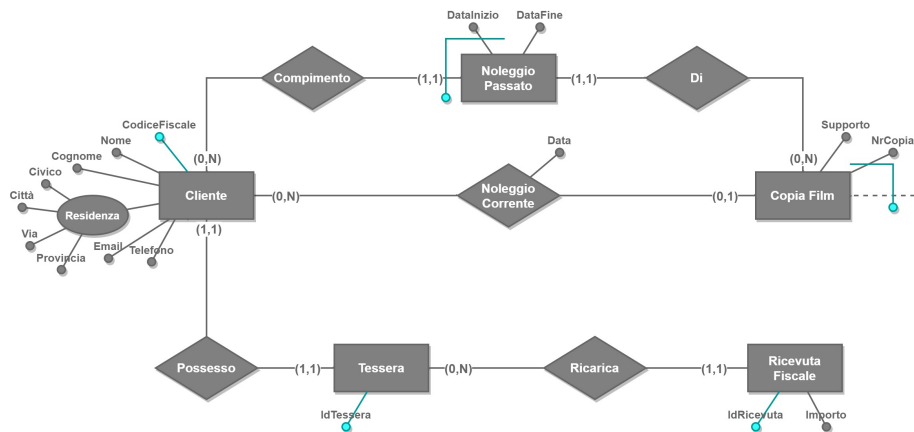 DataInizio
DataFine
Compimento
(1,1)
Noleggio
Passato
(1,1)
Di
CodiceFiscale
Nome
Cognome
Civico
Città
Residenza
Via
Provincia
Email
Telefono
(0,N)
Cliente
(1,1)
(0,N)
Data
Noleggio
Corrente
(0,1)
Supporto
NrCopia
(0,N)
Copia Film
Possesso
(1,1)
Tessera
(0,N)
Ricarica
(1,1)
Ricevuta
Fiscale
IdTessera
IdRicevuta
Importo